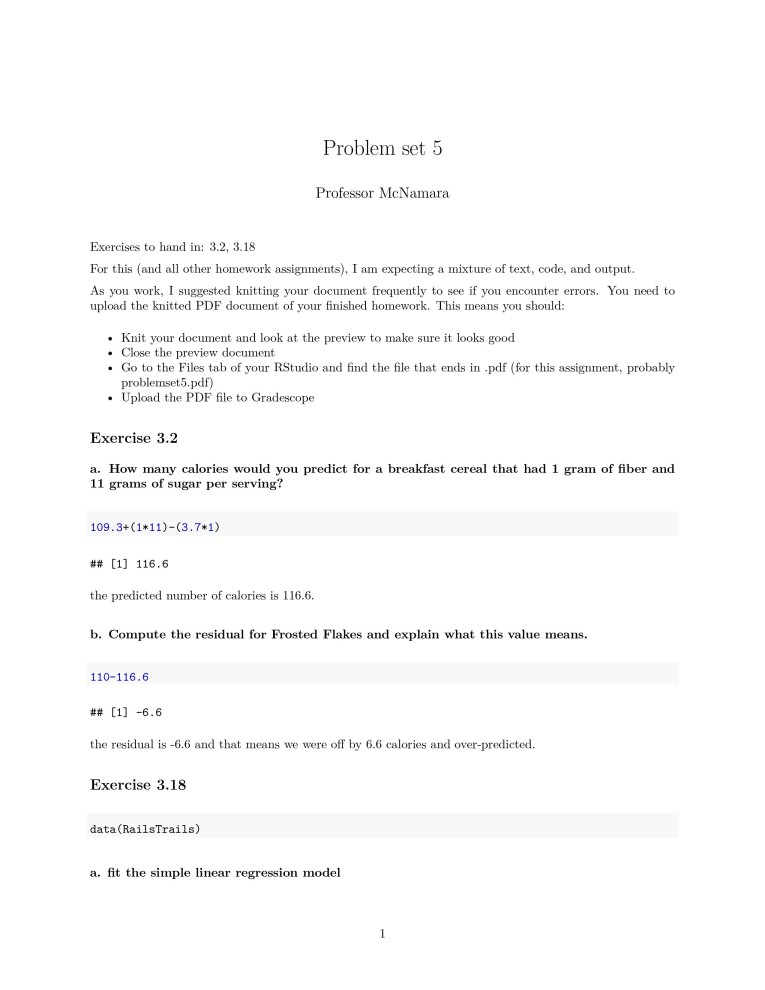 Problem set 5
Professor McNamara
Exercises to hand in: 3.2, 3.18
For this (and all other homework assignments), I am expecting a mixture of text, code, and output.
As you work, I suggested knitting your document frequently to see if you encounter errors. You need to
upload the knitted PDF document of your finished homework. This means you should:
• Knit your document and look at the preview to make sure it looks good
• Close the preview document
• Go to the Files tab of your RStudio and find the file that ends in .pdf (for this assignment, probably
problemset5.pdf)
• Upload the PDF file to Gradescope
Exercise 3.2
a. How many calories would you predict for a breakfast cereal that had 1 gram of fiber and
11 grams of sugar per serving?
109.3+(1*11)-(3.7*1)
## [1] 116.6
the predicted number of calories is 116.6.
b. Compute the residual for Frosted Flakes and explain what this value means.
110-116.6
## [1] -6.6
the residual is -6.6 and that means we were off by 6.6 calories and over-predicted.
Exercise 3.18
data(RailsTrails)
a. fit the simple linear regression model
1